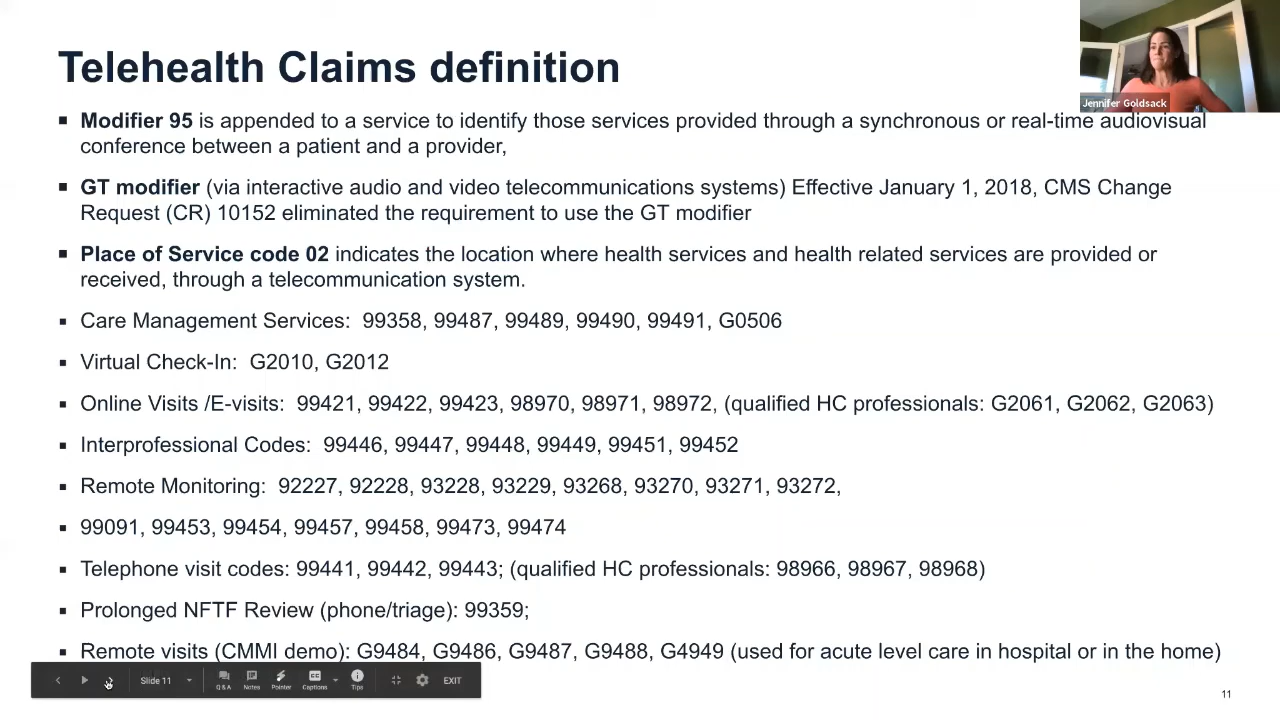 Telehealth Claims definition
Jennifer Goldsack
▪ Modifier 95 is appended to a service to identify those services provided through a synchronous or real-time audiovisual
conference between a patient and a provider,
▪ GT modifier (via interactive audio and video telecommunications systems) Effective January 1, 2018, CMS Change
Request (CR) 10152 eliminated the requirement to use the GT modifier
▪ Place of Service code 02 indicates the location where health services and health related services are provided or
received, through a telecommunication system.
▪ Care Management Services: 99358, 99487, 99489, 99490, 99491, G0506
▪ Virtual Check-In: G2010, G2012
▪ Online Visits /E-visits: 99421, 99422, 99423, 98970, 98971, 98972, (qualified HC professionals: G2061, G2062, G2063)
▪ Interprofessional Codes: 99446, 99447, 99448, 99449, 99451, 99452
▪ Remote Monitoring: 92227, 92228, 93228, 93229, 93268, 93270, 93271, 93272,
▪ 99091, 99453, 99454, 99457, 99458, 99473, 99474
▪ Telephone visit codes: 99441, 99442, 99443; (qualified HC professionals: 98966, 98967, 98968)
▪ Prolonged NFTF Review (phone/triage): 99359;
▪ Remote visits (CMMI demo): G9484, G9486, G9487, G9488, G4949 (used for acute level care in hospital or in the home)
Slide 11 Q & A Notes Pointer CC Captions Tips EXIT
11